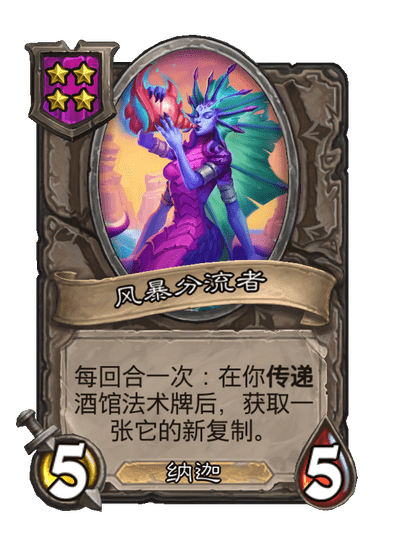 风暴分流者
每回合一次：在你传递
酒馆法术牌后，获取一
张它的新复制。
5
纳迦
5